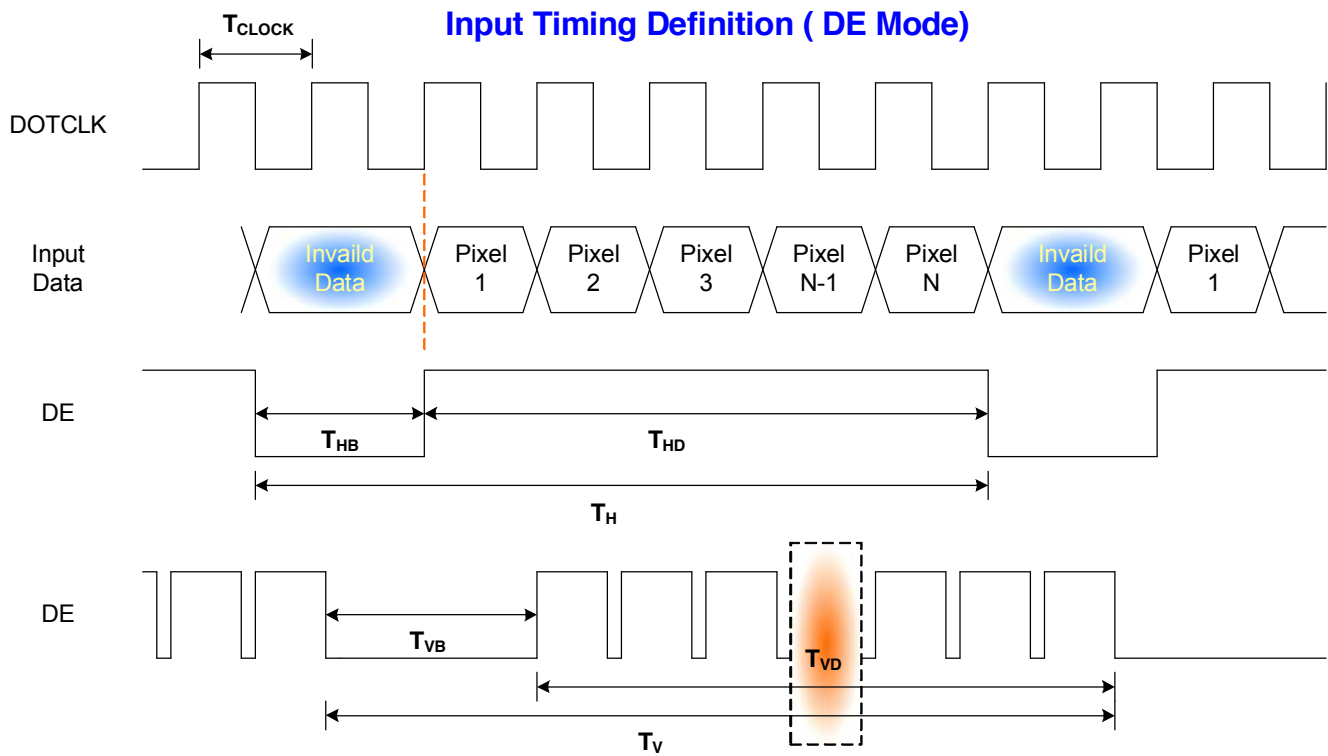 Input Timing Definition ( DE Mode)
TCLOCK
DOTCLK
Input
Data
Invaild
Data
Pixel
1
Pixel
2
Pixel
3
Pixel
N-1
Pixel
N
Invaild
Data
Pixel
1
DE
THB
THD
TH
DE
TVB
TVD
TV